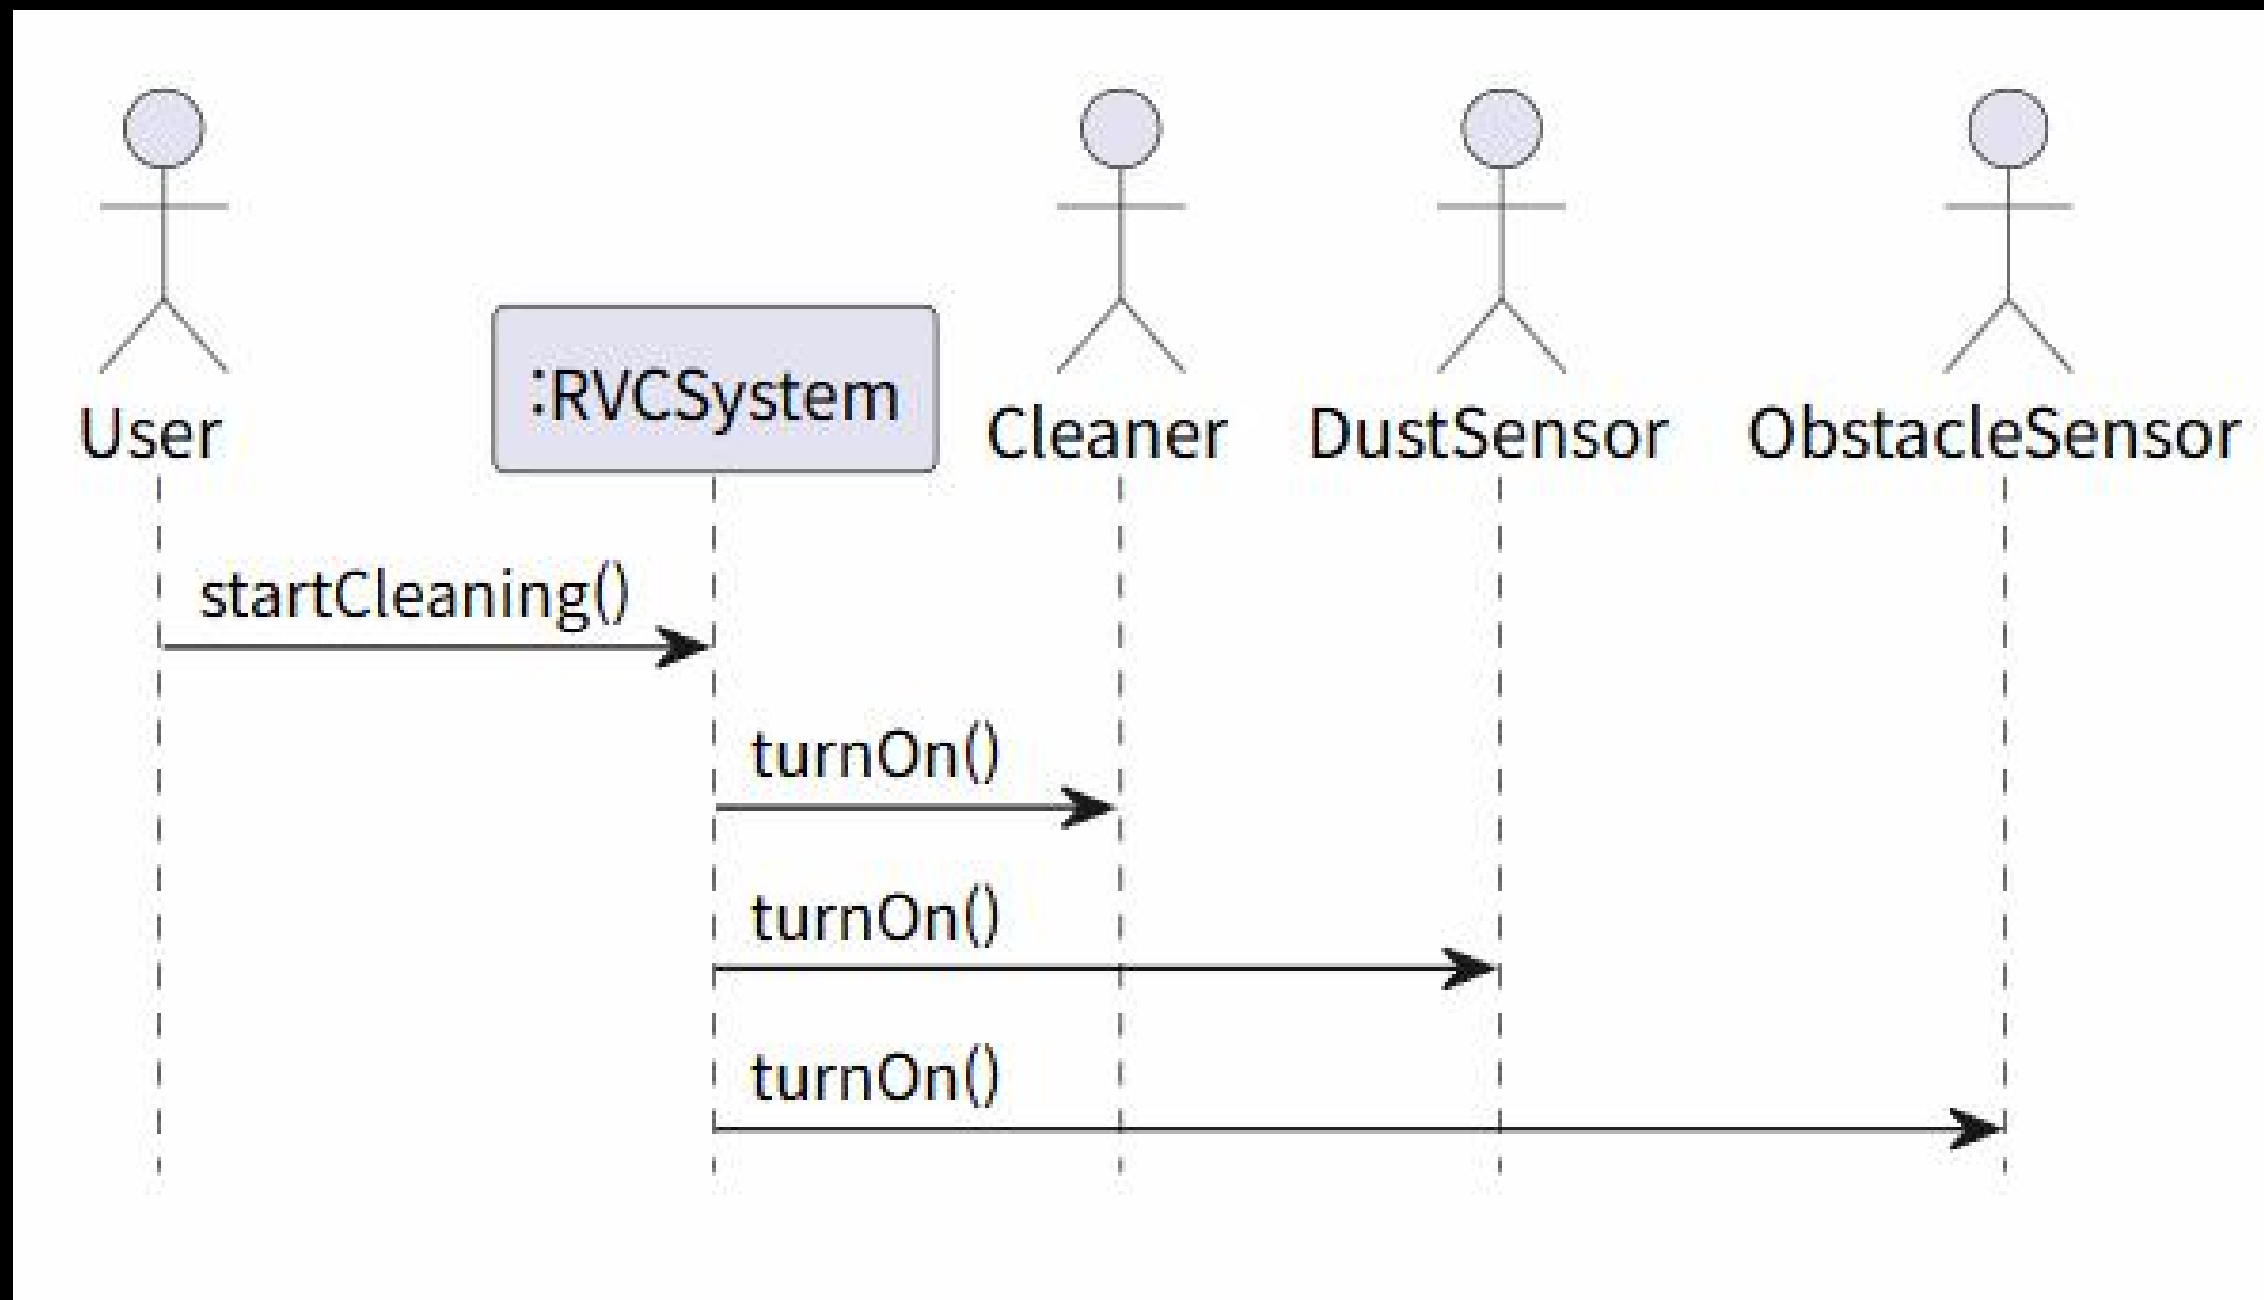 User
:RVCSystem
Cleaner
DustSensor
ObstacleSensor
startCleaning()
turnOn()
turnOn()
turnOn()